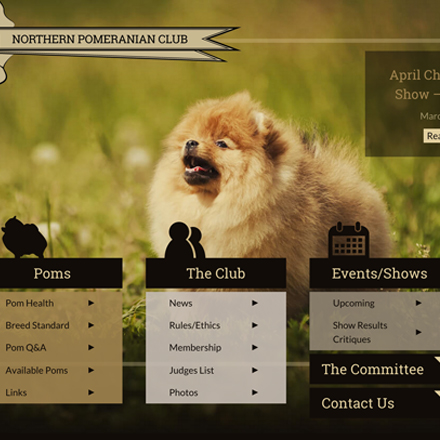 NORTHERN POMERANIAN CLUB
April Ch
Show –
Marc
Rea
Poms
Pom Health
Breed Standard
Pom Q&A
Available Poms
Links
The Club
News
Rules/Ethics
Membership
Judges List
Photos
Events/Shows
Upcoming
Show Results
Critiques
The Committee
Contact Us